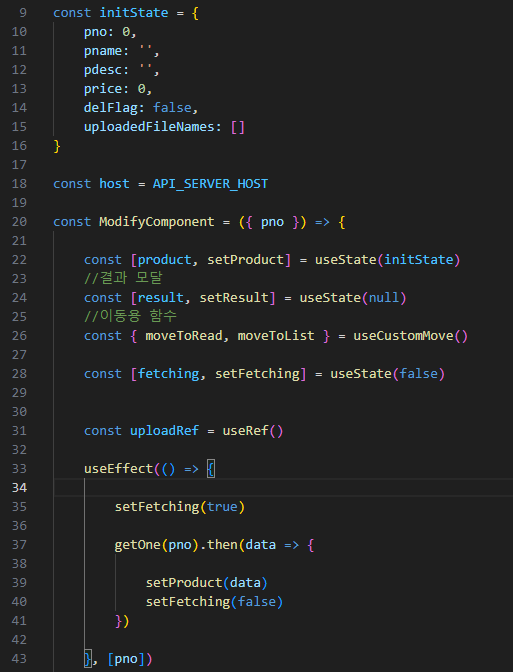 9 const initState = {
10     pno: 0,
11     pname: '',
12     pdesc: '',
13     price: 0,
14     delFlag: false,
15     uploadedFileNames: []
16 }
17
18 const host = API_SERVER_HOST
19
20 const ModifyComponent = ({ pno }) => {
21
22     const [product, setProduct] = useState(initState)
23     //결과 모달
24     const [result, setResult] = useState(null)
25     //이동용 함수
26     const { moveToRead, moveToList } = useCustomMove()
27
28     const [fetching, setFetching] = useState(false)
29
30
31     const uploadRef = useRef()
32
33     useEffect(() => {
34
35         setFetching(true)
36
37         getOne(pno).then(data => {
38
39             setProduct(data)
40             setFetching(false)
41         })
42
43     }, [pno])